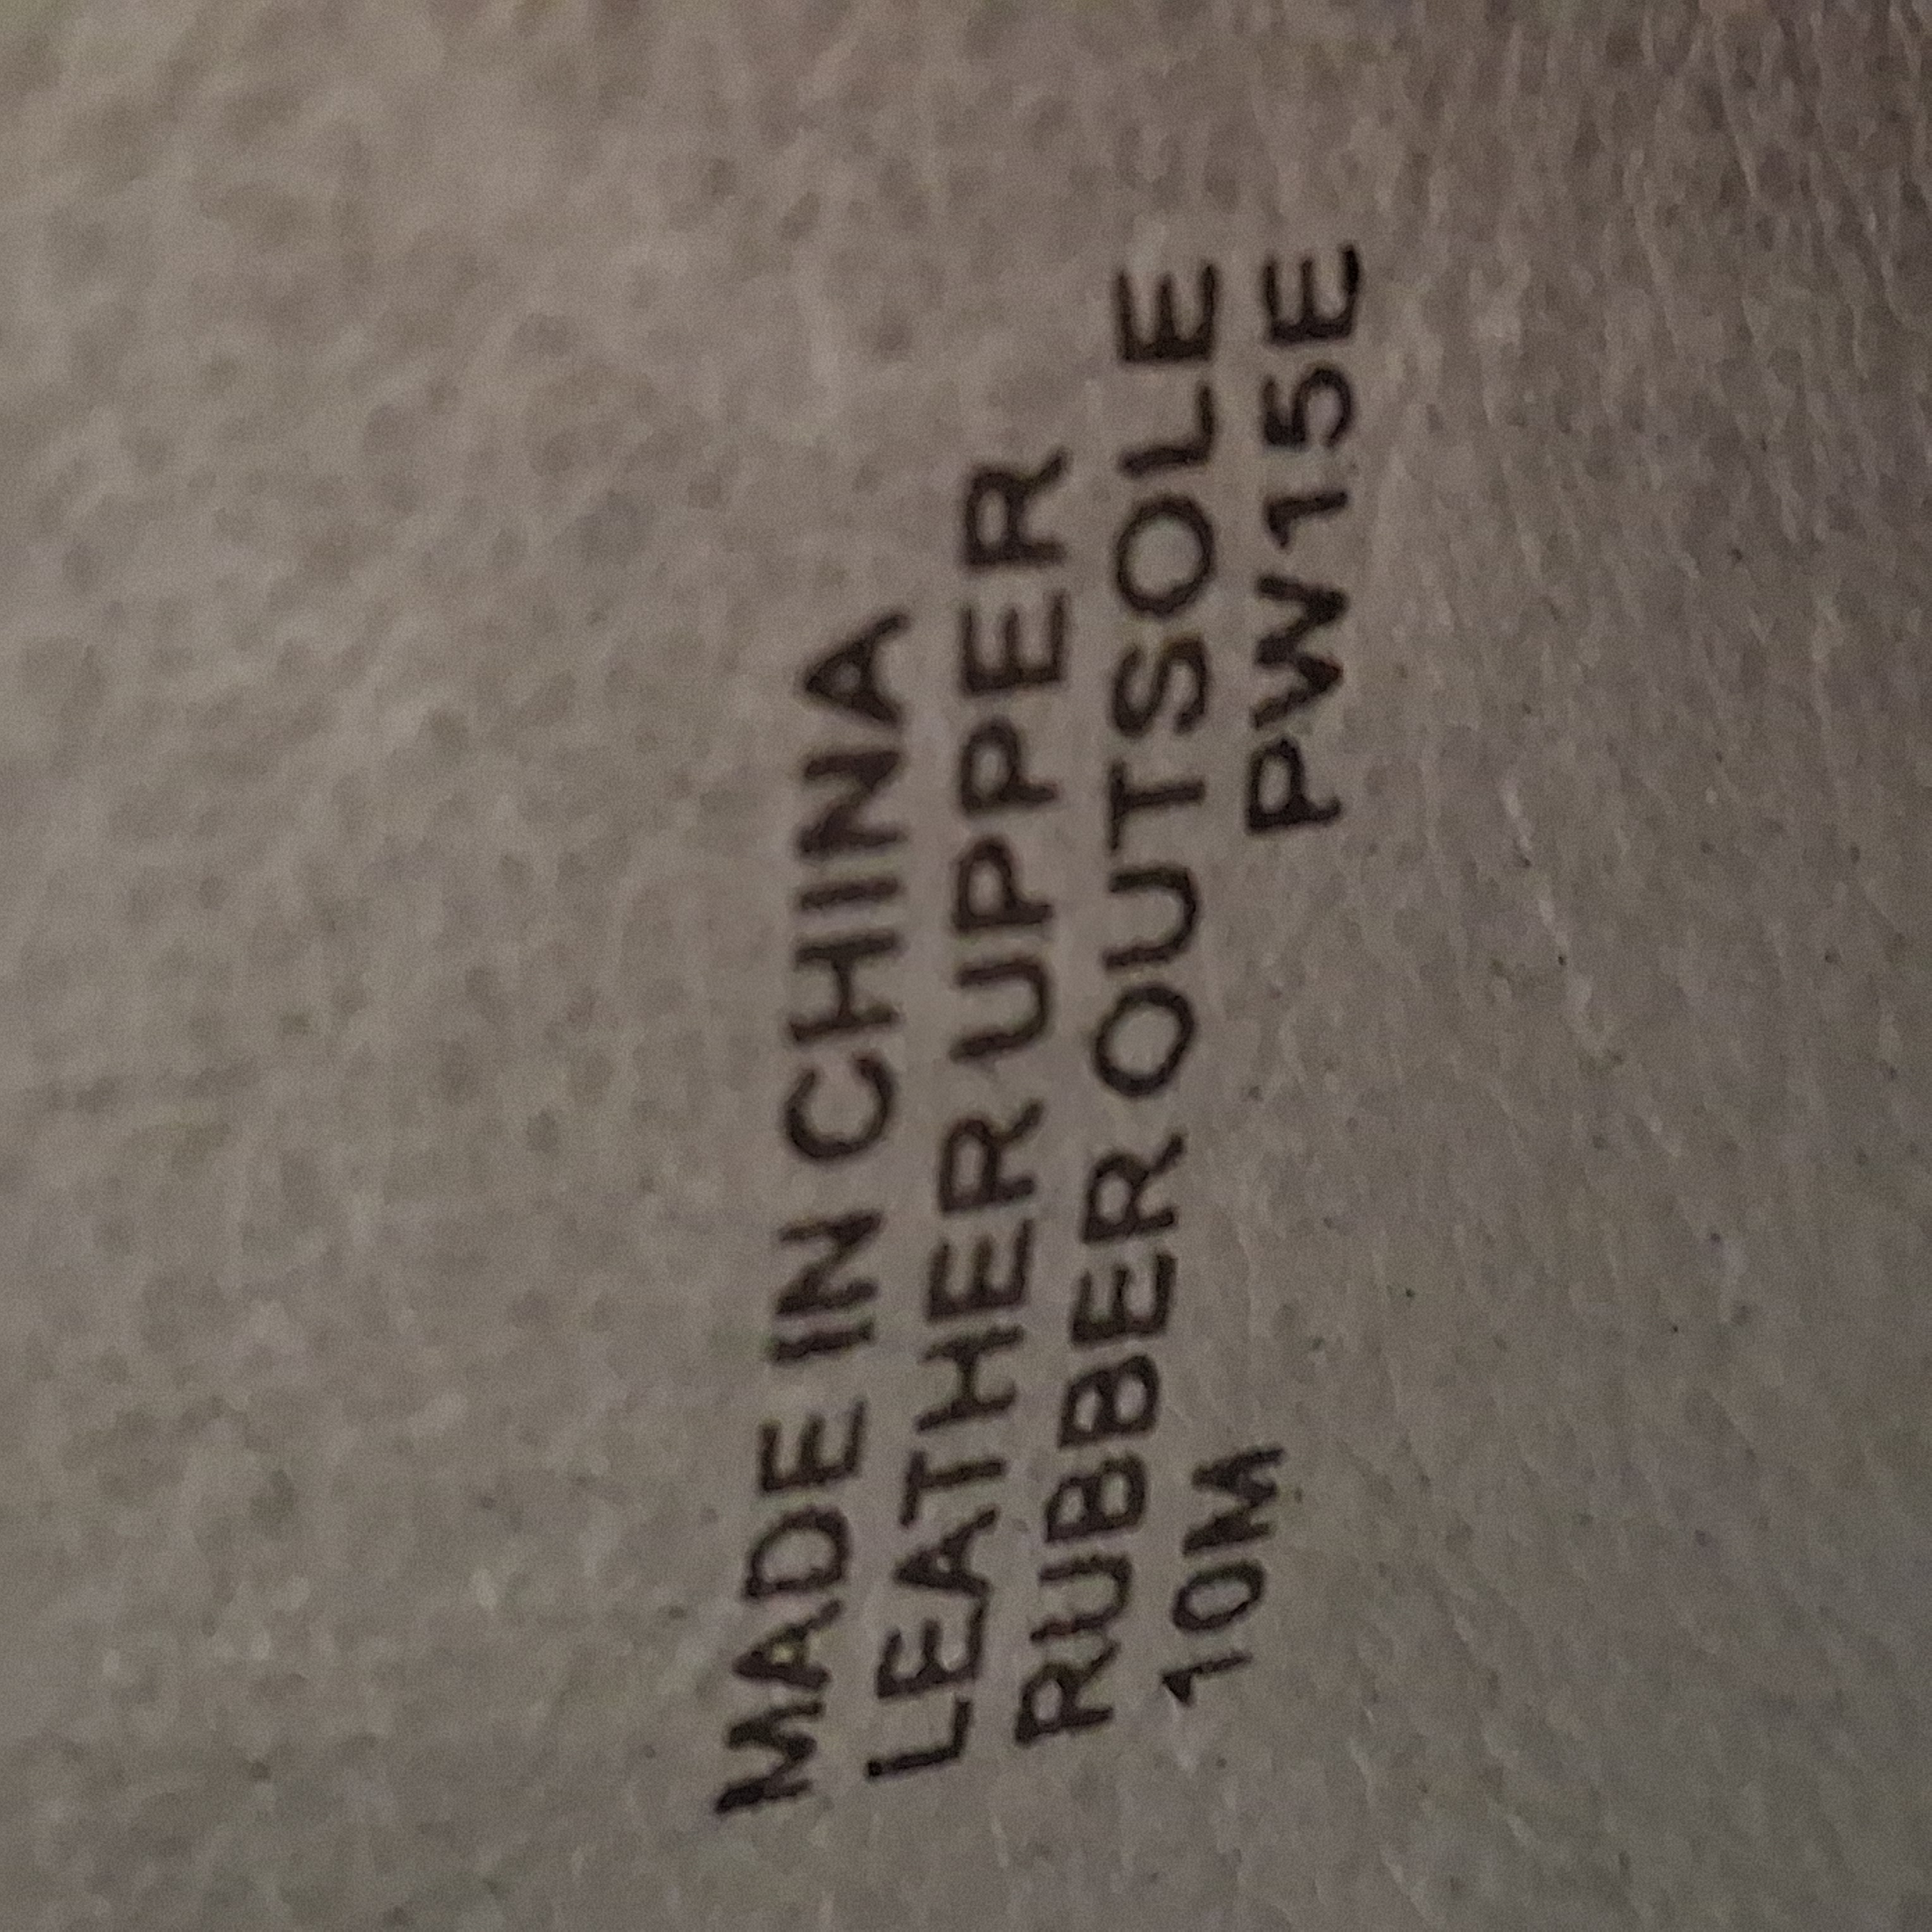 MADE IN CHINA
LEATHER UPPER
RUBBER OUTSOLE
10M PW15E